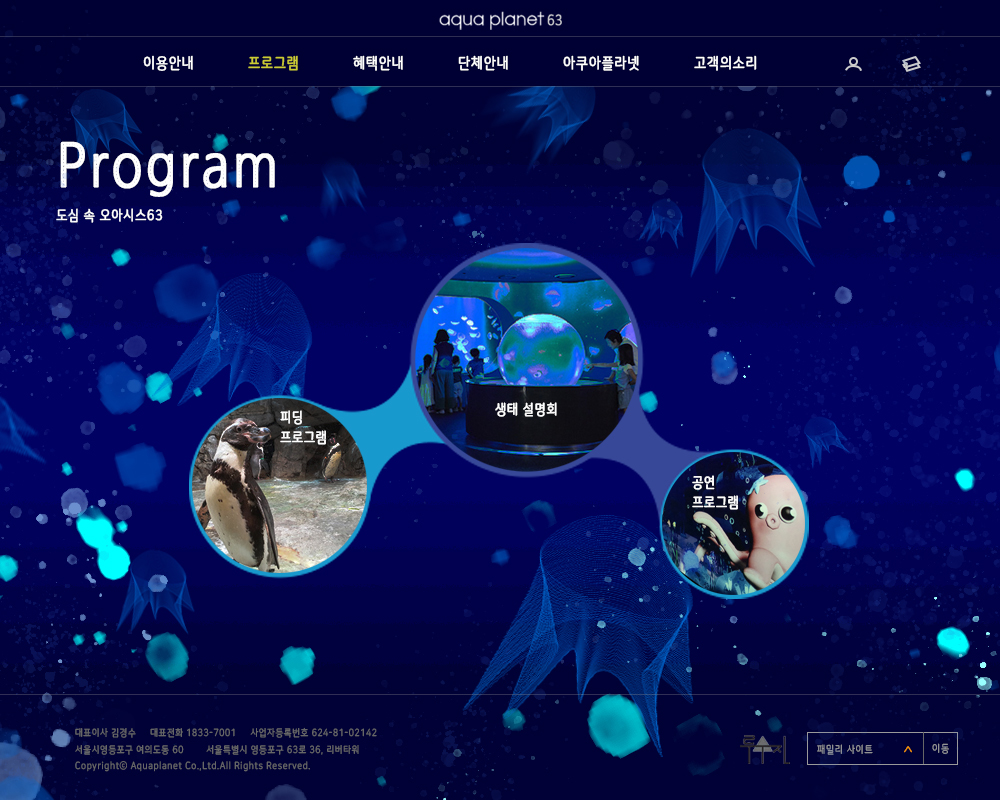 aqua planet 63
이용안내 프로그램 혜택안내 단체안내 아쿠아플라넷 고객의소리
Program
도심 속 오아시스63
생태 설명회
피딩
프로그램
공연
프로그램
대표이사 김경수 대표전화 1833-7001 사업자등록번호 624-81-02142
서울시영등포구 여의도동 60 서울특별시 영등포구 63로 36, 리버타워
Copyright© Aquaplanet Co.,Ltd.All Rights Reserved.
패밀리 사이트 이동